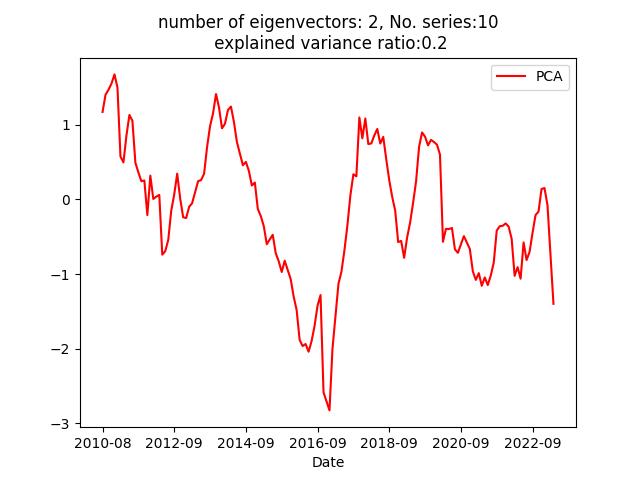 number of eigenvectors: 2, No. series:10
explained variance ratio:0.2
PCA
1
0
−1
−2
−3
2010-08 2012-09 2014-09 2016-09 2018-09 2020-09 2022-09
Date